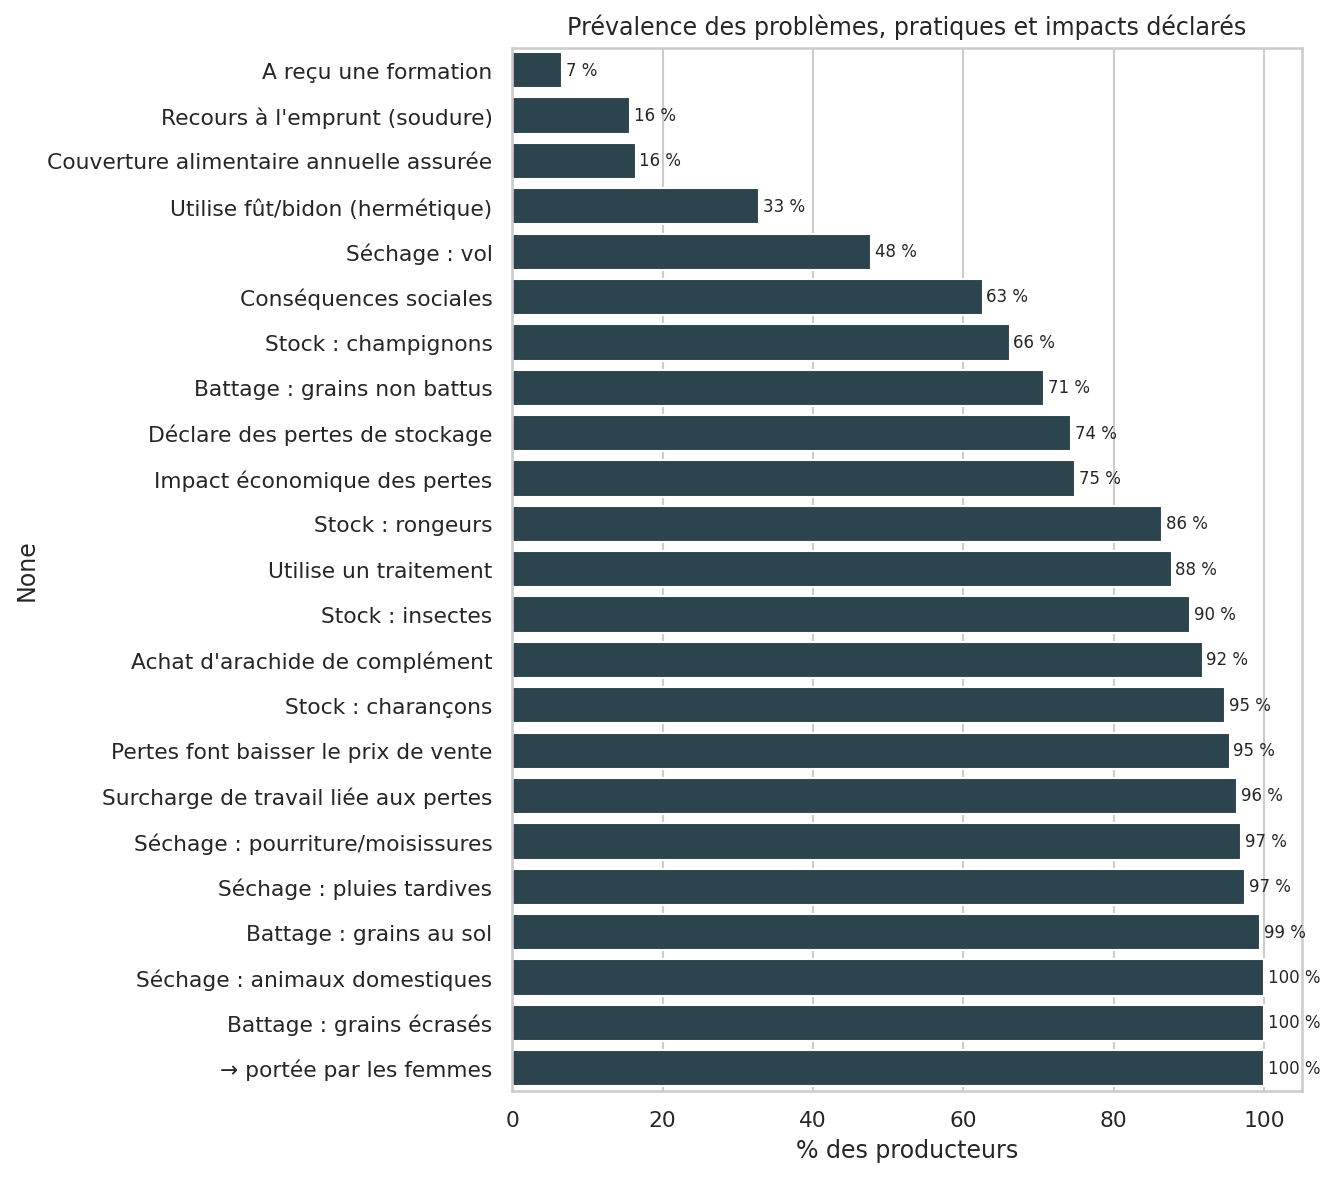 Prévalence des problèmes, pratiques et impacts déclarés
A reçu une formation 7 %
Recours à l'emprunt (soudure) 16 %
Couverture alimentaire annuelle assurée 16 %
Utilise fût/bidon (hermétique) 33 %
Séchage : vol 48 %
Conséquences sociales 63 %
Stock : champignons 66 %
Battage : grains non battus 71 %
Déclare des pertes de stockage 74 %
Impact économique des pertes 75 %
Stock : rongeurs 86 %
Utilise un traitement 88 %
Stock : insectes 90 %
Achat d'arachide de complément 92 %
Stock : charançons 95 %
Pertes font baisser le prix de vente 95 %
Surcharge de travail liée aux pertes 96 %
Séchage : pourriture/moisissures 97 %
Séchage : pluies tardives 97 %
Battage : grains au sol 99 %
Séchage : animaux domestiques 100 %
Battage : grains écrasés 100 %
→ portée par les femmes 100 %
None
0 20 40 60 80 100
% des producteurs